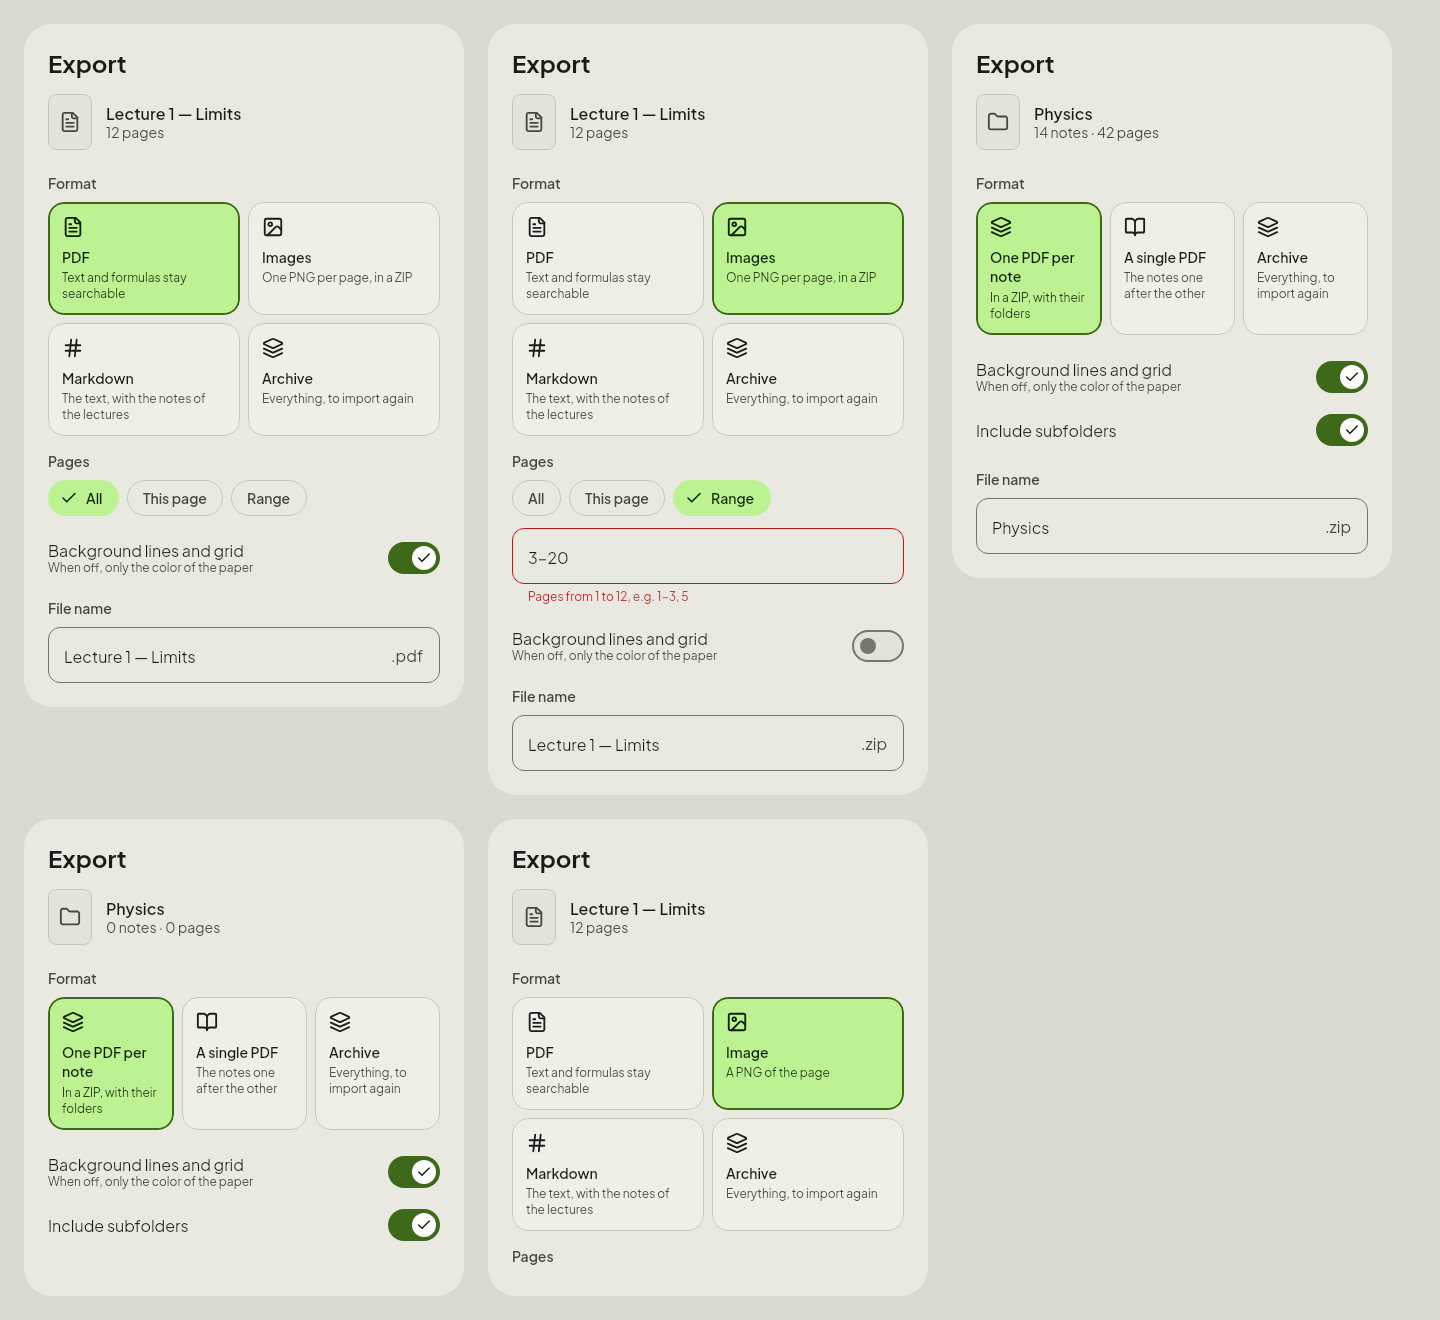 Export
Lecture 1 — Limits
12 pages
Format
PDF
Text and formulas stay
searchable
Images
One PNG per page, in a ZIP
Markdown
The text, with the notes of
the lectures
Archive
Everything, to import again
Pages
All
This page
Range
Background lines and grid
When off, only the color of the paper
File name
Lecture 1 — Limits
.pdf
Export
Lecture 1 — Limits
12 pages
Format
PDF
Text and formulas stay
searchable
Images
One PNG per page, in a ZIP
Markdown
The text, with the notes of
the lectures
Archive
Everything, to import again
Pages
All
This page
Range
3–20
Pages from 1 to 12, e.g. 1–3, 5
Background lines and grid
When off, only the color of the paper
File name
Lecture 1 — Limits
.zip
Export
Physics
14 notes · 42 pages
Format
One PDF per
note
In a ZIP, with their
folders
A single PDF
The notes one
after the other
Archive
Everything, to
import again
Background lines and grid
When off, only the color of the paper
Include subfolders
File name
Physics
.zip
Export
Physics
0 notes · 0 pages
Format
One PDF per
note
In a ZIP, with their
folders
A single PDF
The notes one
after the other
Archive
Everything, to
import again
Background lines and grid
When off, only the color of the paper
Include subfolders
Export
Lecture 1 — Limits
12 pages
Format
PDF
Text and formulas stay
searchable
Image
A PNG of the page
Markdown
The text, with the notes of
the lectures
Archive
Everything, to import again
Pages